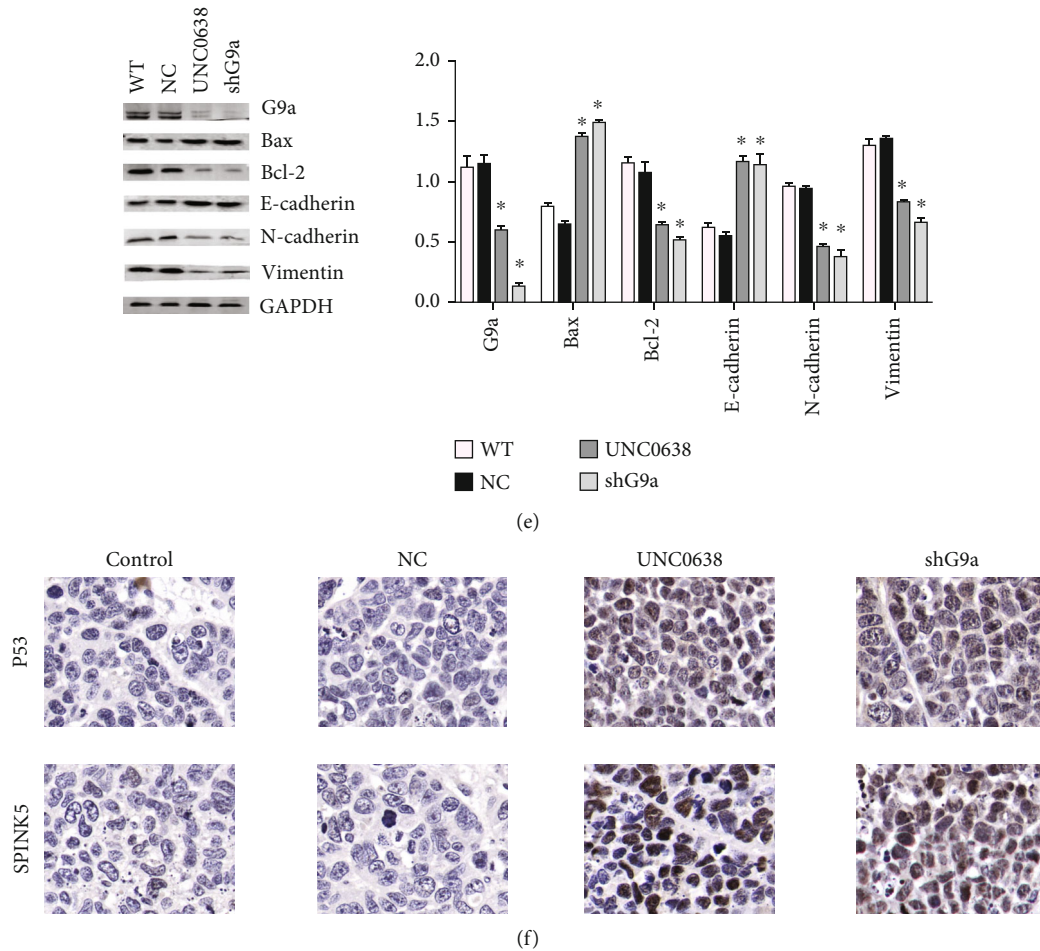 WT
NC
UNC0638
shG9a
G9a
Bax
Bcl-2
E-cadherin
N-cadherin
Vimentin
GAPDH
2.0
1.5
1.0
0.5
0.0
* * * * * * * * * * * *
G9a
Bax
Bcl-2
E-cadherin
N-cadherin
Vimentin
WT
UNC0638
NC
shG9a
(e)
Control
NC
UNC0638
shG9a
P53
SPINK5
(f)